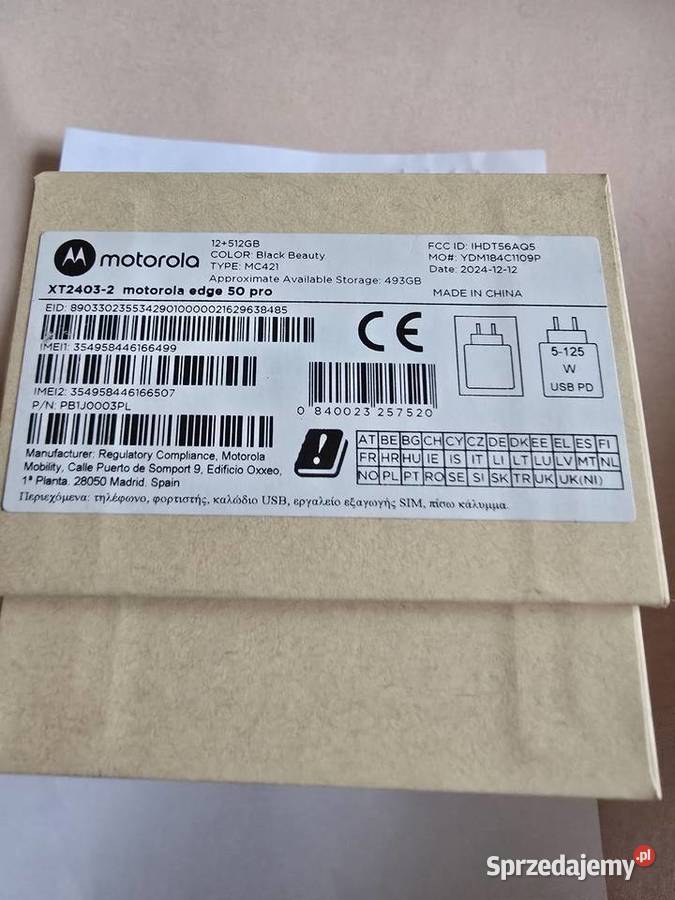 motorola
12+512GB
COLOR: Black Beauty
TYPE: MC421
Approximate Available Storage: 493GB
FCC ID: IHDT56AQ5
MO#: YDM184C1109P
Date: 2024-12-12
XT2403-2 motorola edge 50 pro
MADE IN CHINA
EID: 89033023553429010000021629638485
IMEI1: 354958446166499
IMEI2: 354958446166507
P/N: PB1J0003PL
CE
0 840023 257520
5-125
W
USB PD
AT BE BG CH CY CZ DE DK EE EL ES FI
FR HR HU IE IS IT LI LT LU LV MT NL
NO PL PT RO SE SI SK TR UK UK(NI)
Manufacturer: Regulatory Compliance, Motorola
Mobility, Calle Puerto de Somport 9, Edificio Oxxeo,
1ª Planta. 28050 Madrid. Spain
Περιεχόμενα: τηλέφωνο, φορτιστής, καλώδιο USB, εργαλείο εξαγωγής SIM, πίσω κάλυμμα.
Sprzedajemy.pl